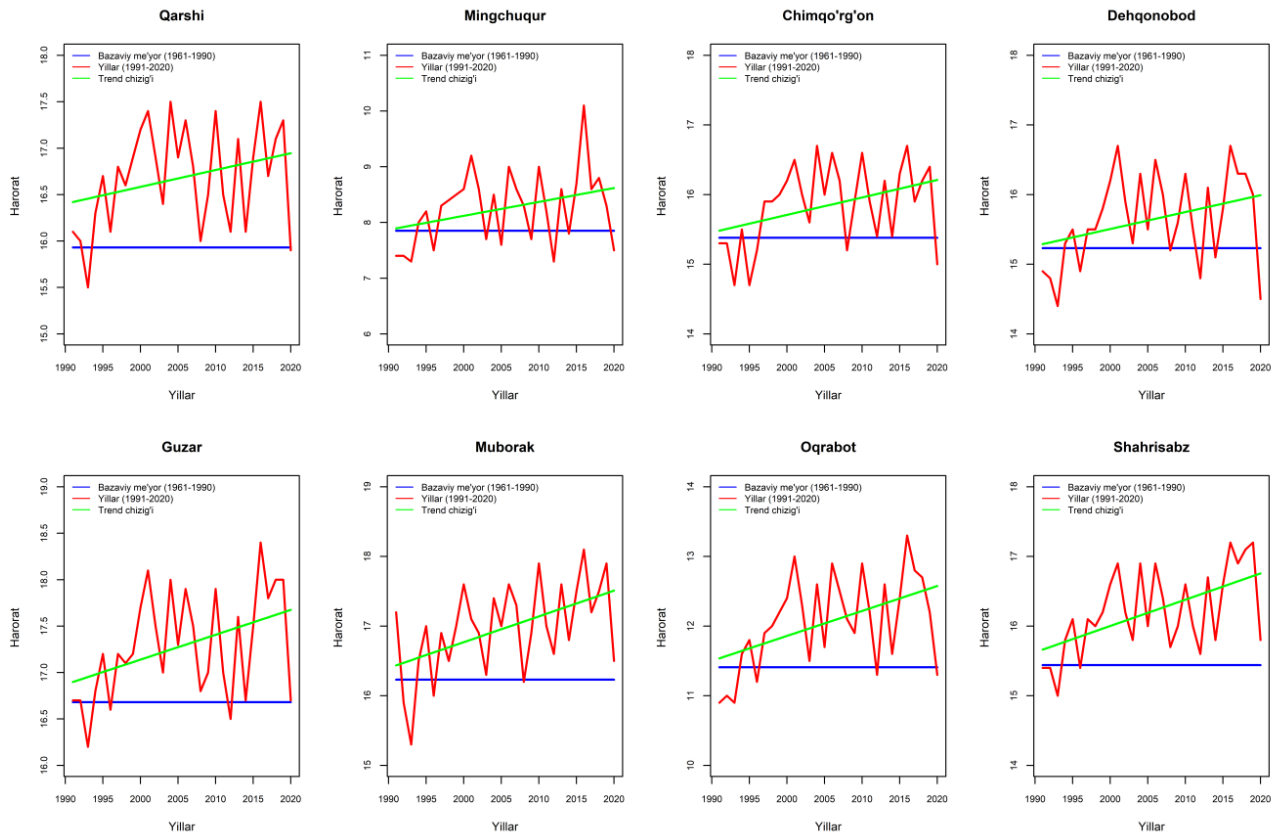 Qarshi
Bazaviy me'yor (1961-1990)
Yillar (1991-2020)
Trend chizig'i
Harorat
18.0
17.5
17.0
16.5
16.0
15.5
15.0
1990 1995 2000 2005 2010 2015 2020
Yillar
Mingchuqur
Bazaviy me'yor (1961-1990)
Yillar (1991-2020)
Trend chizig'i
Harorat
11
10
9
8
7
6
1990 1995 2000 2005 2010 2015 2020
Yillar
Chimqo'rg'on
Bazaviy me'yor (1961-1990)
Yillar (1991-2020)
Trend chizig'i
Harorat
18
17
16
15
14
1990 1995 2000 2005 2010 2015 2020
Yillar
Dehqonobod
Bazaviy me'yor (1961-1990)
Yillar (1991-2020)
Trend chizig'i
Harorat
18
17
16
15
14
1990 1995 2000 2005 2010 2015 2020
Yillar
Guzar
Bazaviy me'yor (1961-1990)
Yillar (1991-2020)
Trend chizig'i
Harorat
19.0
18.5
18.0
17.5
17.0
16.5
16.0
1990 1995 2000 2005 2010 2015 2020
Yillar
Muborak
Bazaviy me'yor (1961-1990)
Yillar (1991-2020)
Trend chizig'i
Harorat
19
18
17
16
15
1990 1995 2000 2005 2010 2015 2020
Yillar
Oqrabot
Bazaviy me'yor (1961-1990)
Yillar (1991-2020)
Trend chizig'i
Harorat
14
13
12
11
10
1990 1995 2000 2005 2010 2015 2020
Yillar
Shahrisabz
Bazaviy me'yor (1961-1990)
Yillar (1991-2020)
Trend chizig'i
Harorat
18
17
16
15
14
1990 1995 2000 2005 2010 2015 2020
Yillar